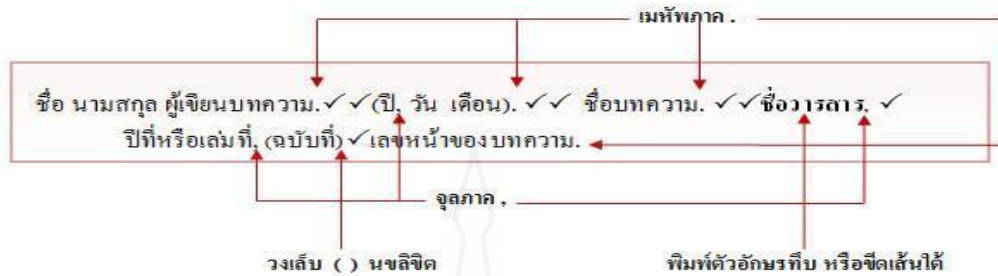 เมหัพภาค .
ชื่อ นามสกุล ผู้เขียนบทความ.✓ ✓(ปี, วัน เดือน). ✓✓ ชื่อบทความ. ✓ ✓ชื่อวารสาร, ✓
ปีที่หรือเล่มที่, (ฉบับที่)✓เลขหน้าของบทความ.
จุลภาค ,
วงเล็บ ( ) นขลิขิต
พิมพ์ตัวอักษรทึบ หรือขีดเส้นใต้